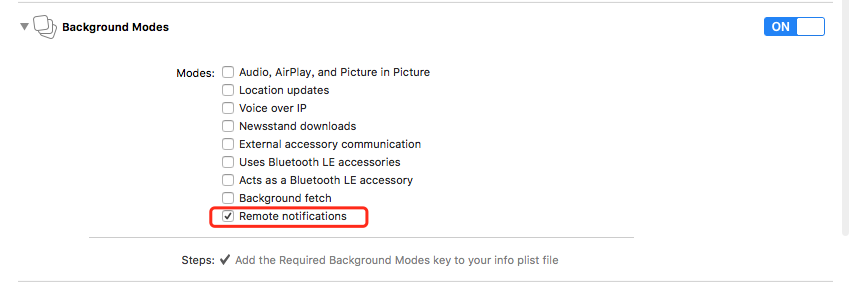 Background Modes
ON
Modes: Audio, AirPlay, and Picture in Picture
Location updates
Voice over IP
Newsstand downloads
External accessory communication
Uses Bluetooth LE accessories
Acts as a Bluetooth LE accessory
Background fetch
Remote notifications
Steps: ✔ Add the Required Background Modes key to your info plist file